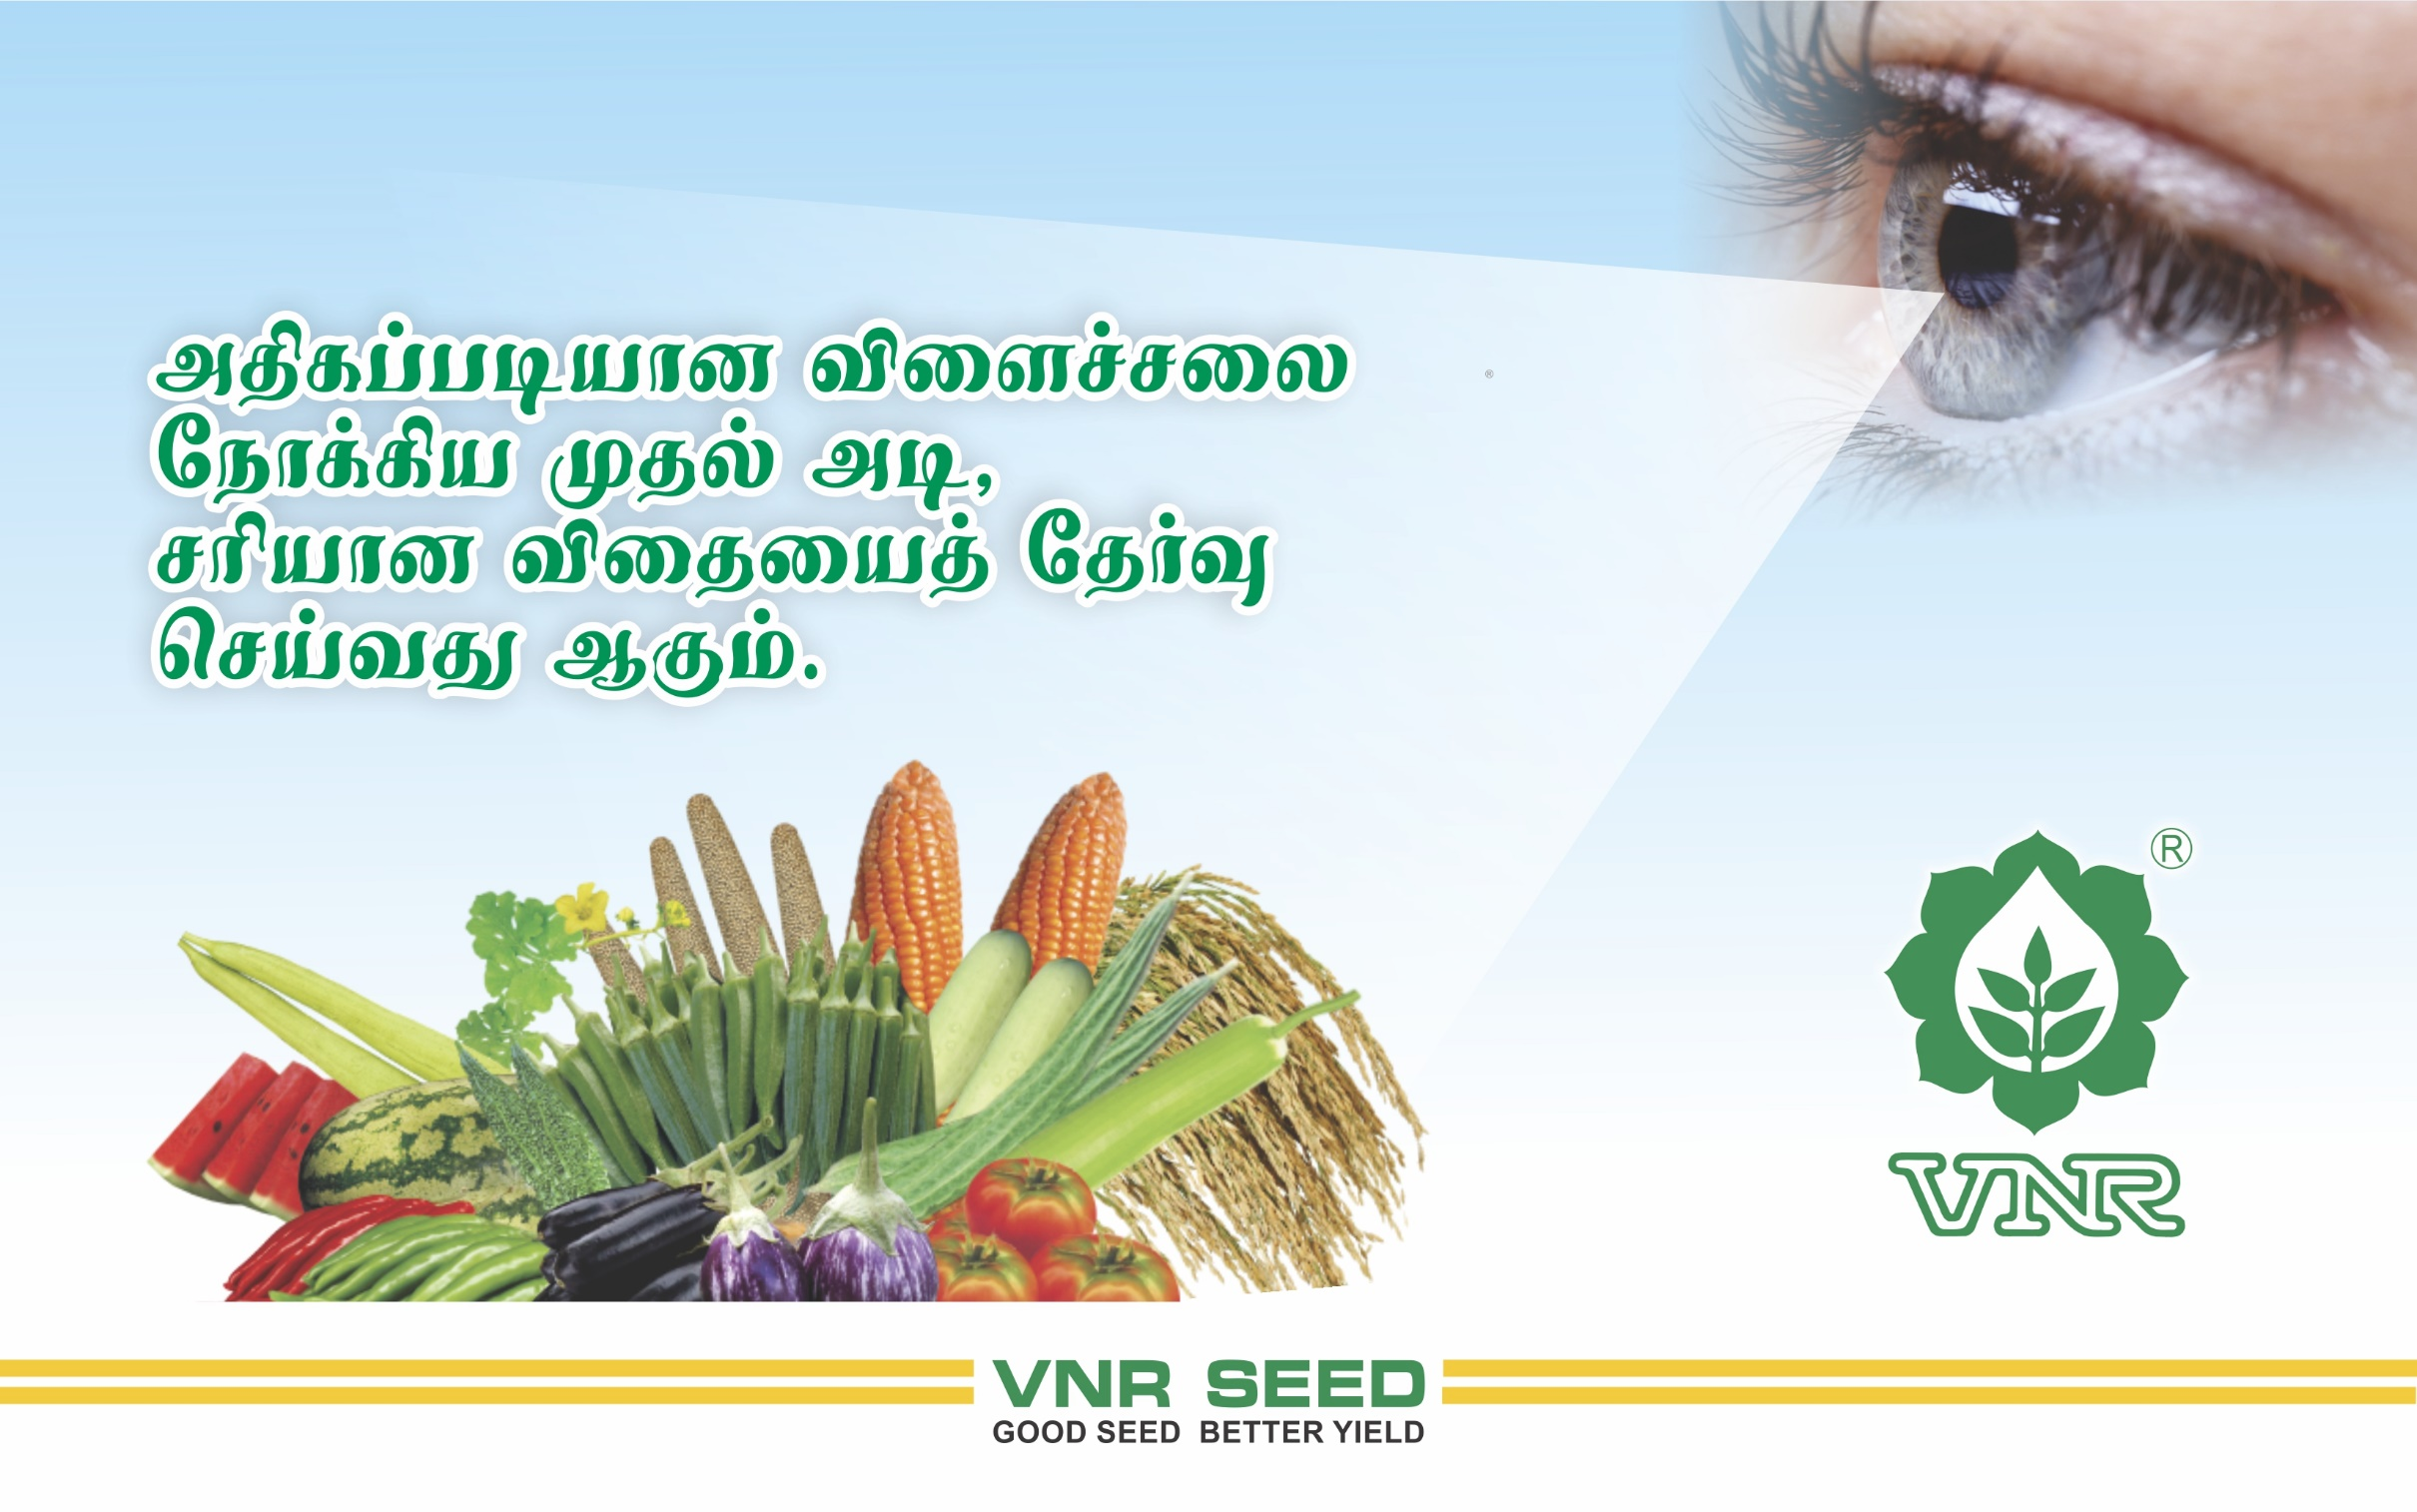 அதிகப்படியான விளைச்சலை
நோக்கிய முதல் அடி,
சரியான விதையைத் தேர்வு
செய்வது ஆகும்.
®
®
VNR
VNR SEED
GOOD SEED BETTER YIELD